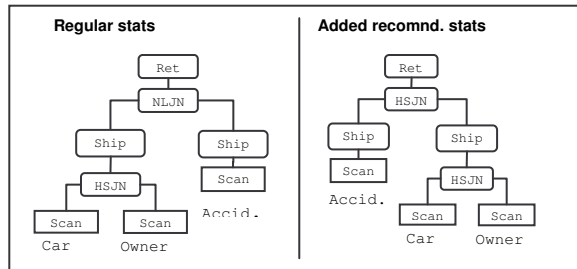 Regular stats
Ret
NLJN
Ship
Ship
HSJN
Scan
Accid.
Scan
Scan
Car
Owner
Added recomnd. stats
Ret
HSJN
Ship
Ship
Scan
HSJN
Accid.
Scan
Scan
Car
Owner